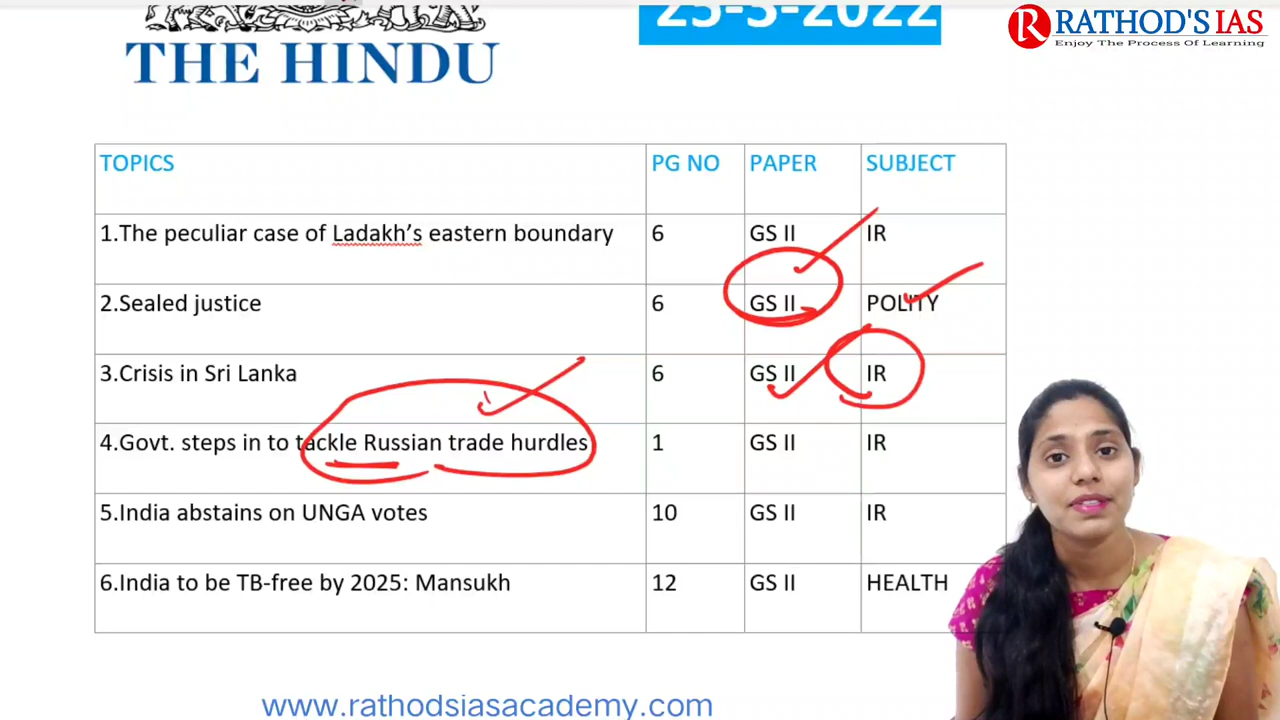 25-3-2022
RATHOD'S IAS
Enjoy The Process Of Learning
THE HINDU
TOPICS PG NO PAPER SUBJECT
1.The peculiar case of Ladakh’s eastern boundary 6 GS II IR
2.Sealed justice 6 GS II POLITY
3.Crisis in Sri Lanka 6 GS II IR
4.Govt. steps in to tackle Russian trade hurdles 1 GS II IR
5.India abstains on UNGA votes 10 GS II IR
6.India to be TB-free by 2025: Mansukh 12 GS II HEALTH
www.rathodsiasacademy.com